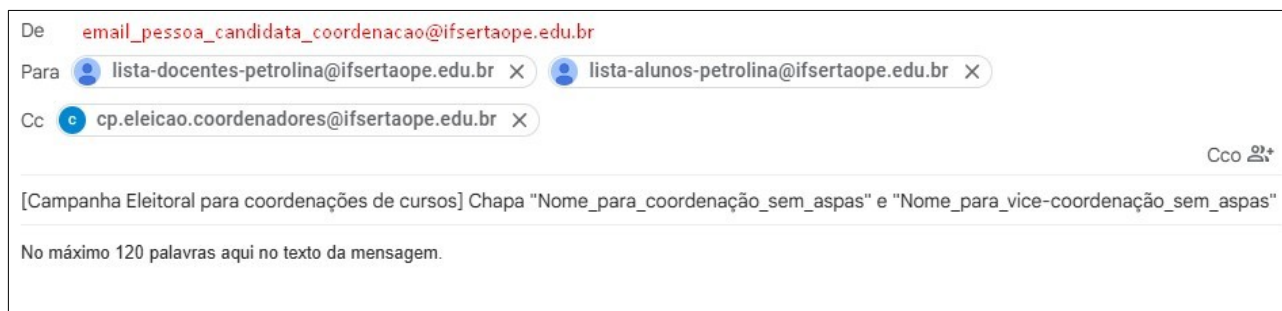 De email_pessoa_candidata_coordenacao@ifsertaope.edu.br
Para lista-docentes-petrolina@ifsertaope.edu.br lista-alunos-petrolina@ifsertaope.edu.br
Cc c cp.eleicao.coordenadores@ifsertaope.edu.br
Cco
[Campanha Eleitoral para coordenações de cursos] Chapa "Nome_para_coordenação_sem_aspas" e "Nome_para_vice-coordenação_sem_aspas"
No máximo 120 palavras aqui no texto da mensagem.